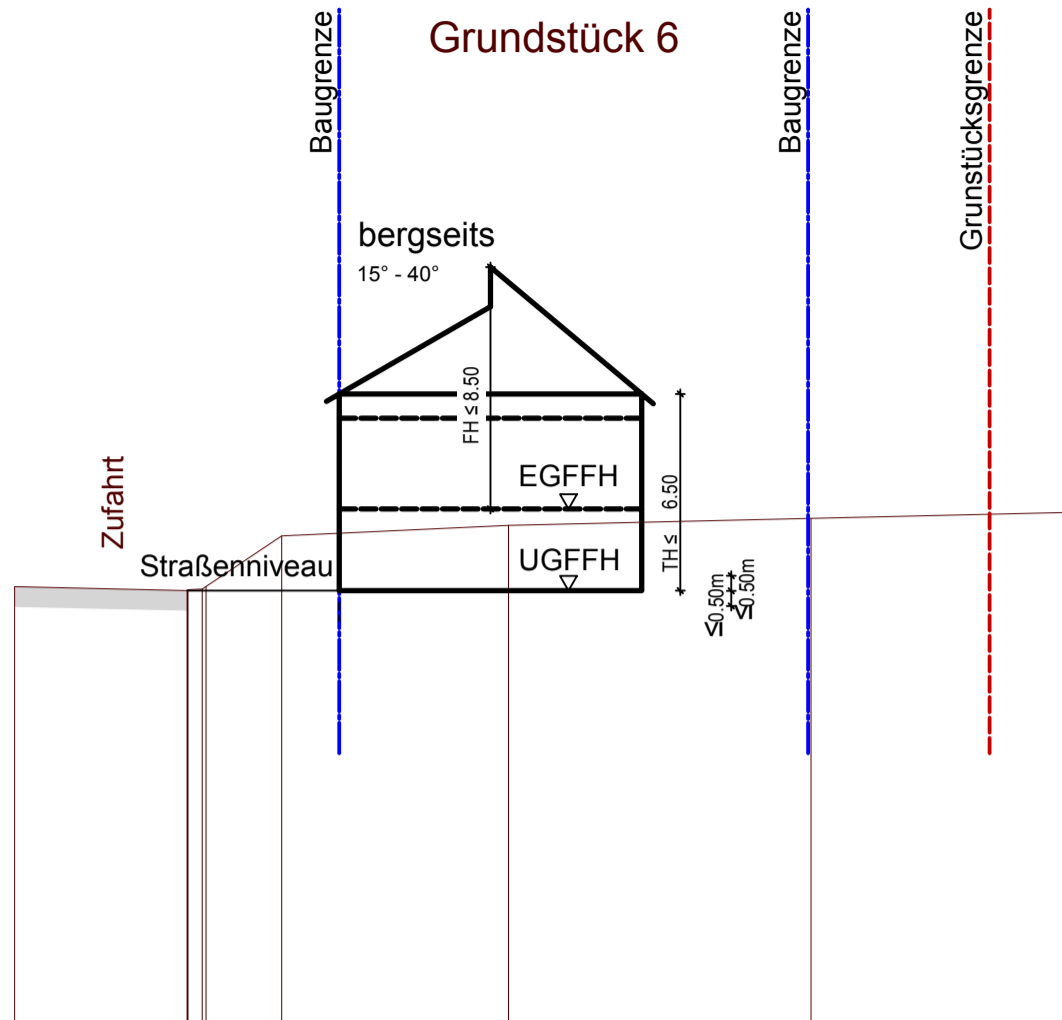 Grundstück 6
Baugrenze
Baugrenze
Grunstücksgrenze
bergseits
15° - 40°
FH ≤ 8.50
EGFFH
TH ≤ 6.50
Zufahrt
Straßenniveau
UGFFH
≤0.50m
≤0.50m